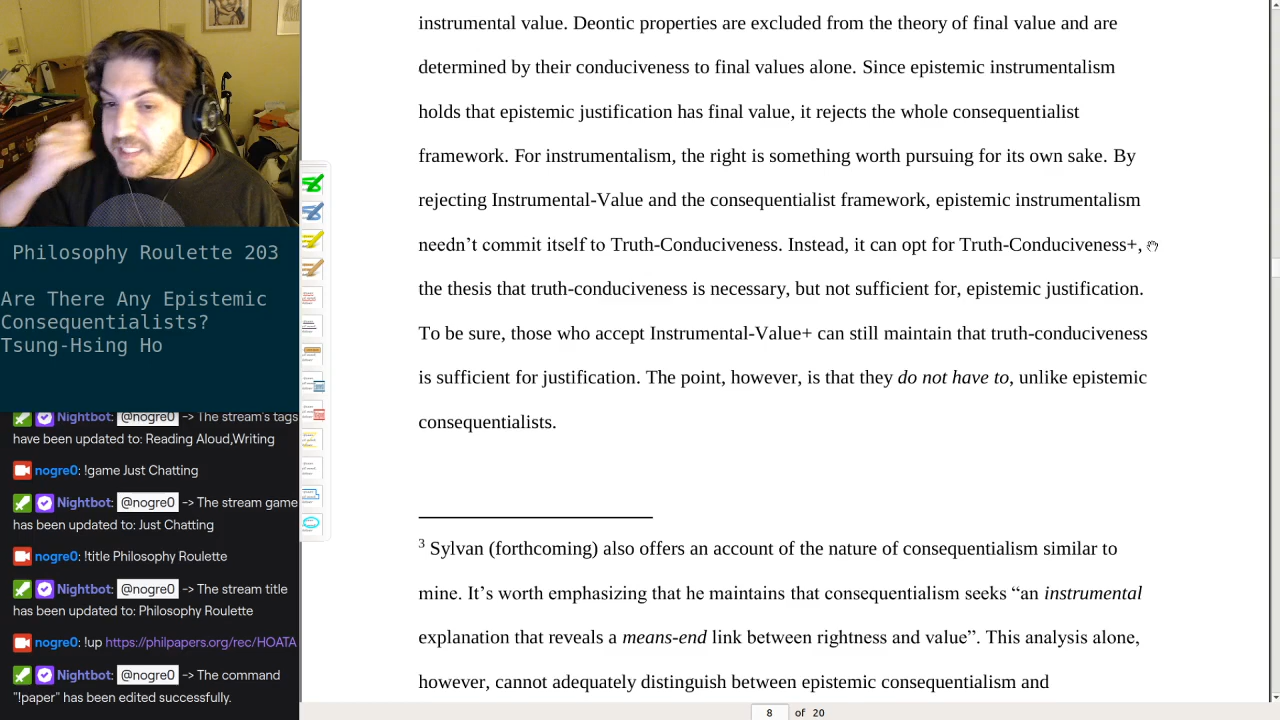 Philosophy Roulette 203
Are There Any Epistemic
Consequentialists?
Tsung-Hsing Ho
Nightbot: @nogre0 -> The stream's tags
have been updated to: Reading Aloud,Writing
nogre0: !game Just Chatting
Nightbot: @nogre0 -> The stream game
has been updated to: Just Chatting
nogre0: !title Philosophy Roulette
Nightbot: @nogre0 -> The stream title
has been updated to: Philosophy Roulette
nogre0: !up https://philpapers.org/rec/HOATA
Nightbot: @nogre0 -> The command
"!paper" has been edited successfully.
instrumental value. Deontic properties are excluded from the theory of final value and are
determined by their conduciveness to final values alone. Since epistemic instrumentalism
holds that epistemic justification has final value, it rejects the whole consequentialist
framework. For instrumentalism, the right is something worth pursuing for its own sake. By
rejecting Instrumental-Value and the consequentialist framework, epistemic instrumentalism
needn’t commit itself to Truth-Conduciveness. Instead, it can opt for Truth-Conduciveness+,
the thesis that truth-conduciveness is necessary, but not sufficient for, epistemic justification.
To be sure, those who accept Instrumental-Value+ can still maintain that truth-conduciveness
is sufficient for justification. The point, however, is that they do not have to, unlike epistemic
consequentialists.
3 Sylvan (forthcoming) also offers an account of the nature of consequentialism similar to
mine. It’s worth emphasizing that he maintains that consequentialism seeks “an instrumental
explanation that reveals a means-end link between rightness and value”. This analysis alone,
however, cannot adequately distinguish between epistemic consequentialism and
8 of 20